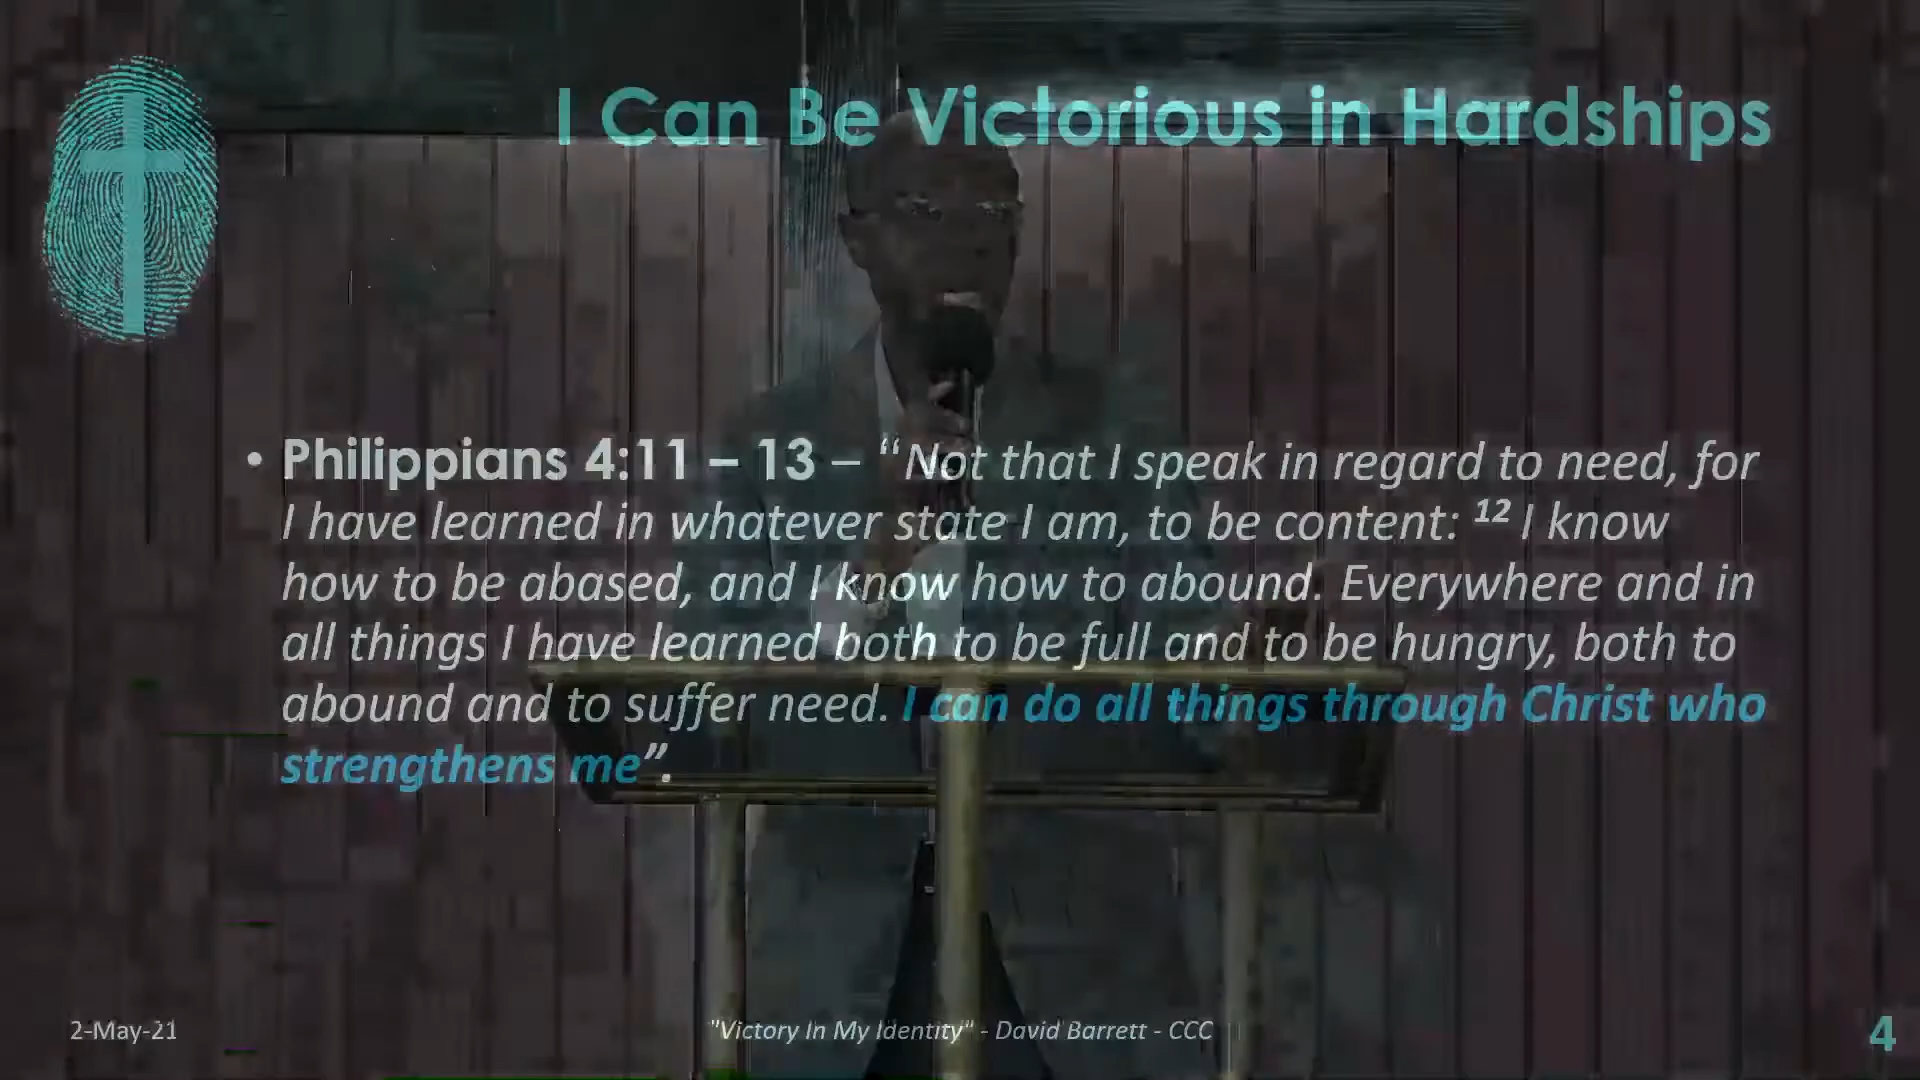 I Can Be Victorious in Hardships
• Philippians 4:11 – 13 – “Not that I speak in regard to need, for
I have learned in whatever state I am, to be content: ¹² I know
how to be abased, and I know how to abound. Everywhere and in
all things I have learned both to be full and to be hungry, both to
abound and to suffer need. I can do all things through Christ who
strengthens me”.
2-May-21
"Victory In My Identity" - David Barrett - CCC
4